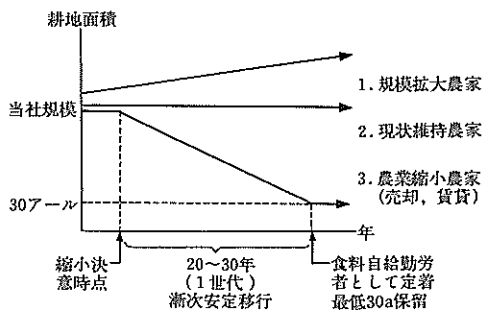 耕地面積
当社規模
30アール
1. 規模拡大農家
2. 現状維持農家
3. 農業縮小農家
(売却，賃貸)
年
縮小決
意時点
20〜30年
(1世代)
漸次安定移行
食料自給勤労
者として定着
最低30a保留